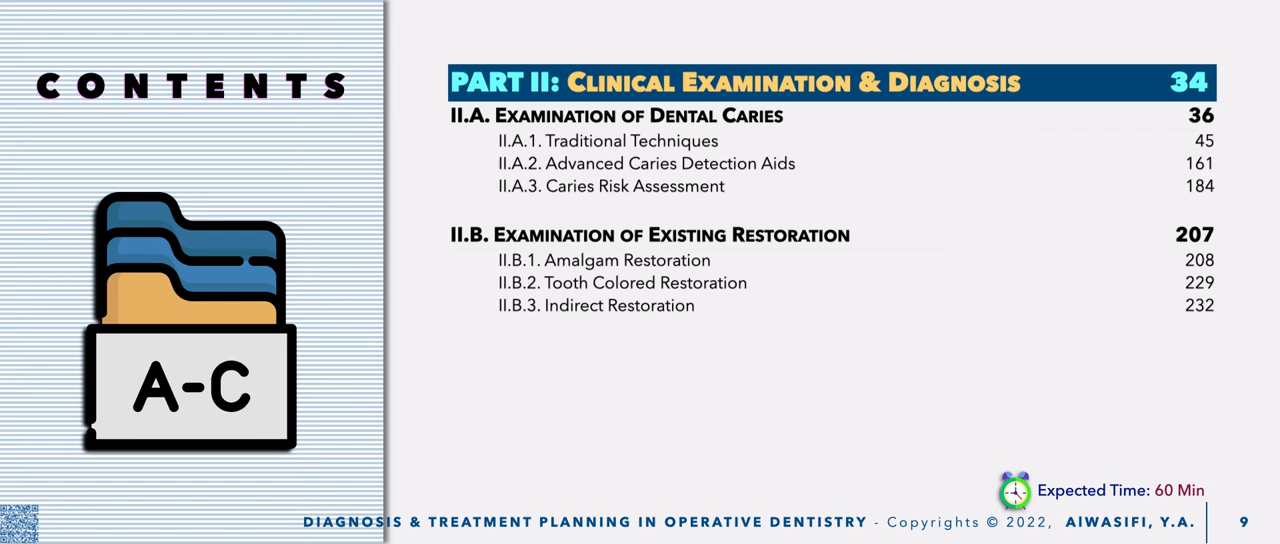 CONTENTS
A-C
PART II: CLINICAL EXAMINATION & DIAGNOSIS 34
II.A. EXAMINATION OF DENTAL CARIES 36
II.A.1. Traditional Techniques 45
II.A.2. Advanced Caries Detection Aids 161
II.A.3. Caries Risk Assessment 184
II.B. EXAMINATION OF EXISTING RESTORATION 207
II.B.1. Amalgam Restoration 208
II.B.2. Tooth Colored Restoration 229
II.B.3. Indirect Restoration 232
Expected Time: 60 Min
DIAGNOSIS & TREATMENT PLANNING IN OPERATIVE DENTISTRY - Copyrights © 2022, AlWASIFI, Y.A. 9